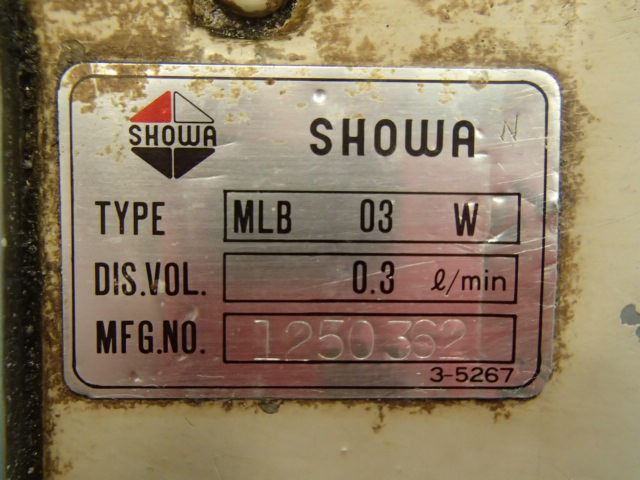 SHOWA
SHOWA N
TYPE MLB 03 W
DIS.VOL. 0.3 ℓ/min
MFG.NO. 1250362
3-5267